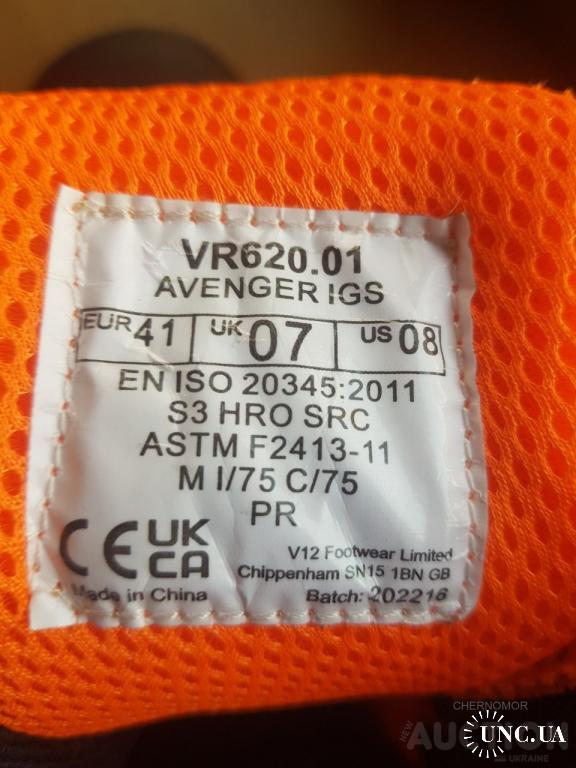 VR620.01
AVENGER IGS
EUR 41 UK 07 US 08
EN ISO 20345:2011
S3 HRO SRC
ASTM F2413-11
M I/75 C/75
PR
CE UK CA
V12 Footwear Limited
Chippenham SN15 1BN GB
Made in China Batch: 202216
CHERNOMOR
NEW AUCTION
UNC.UA
UKRAINE